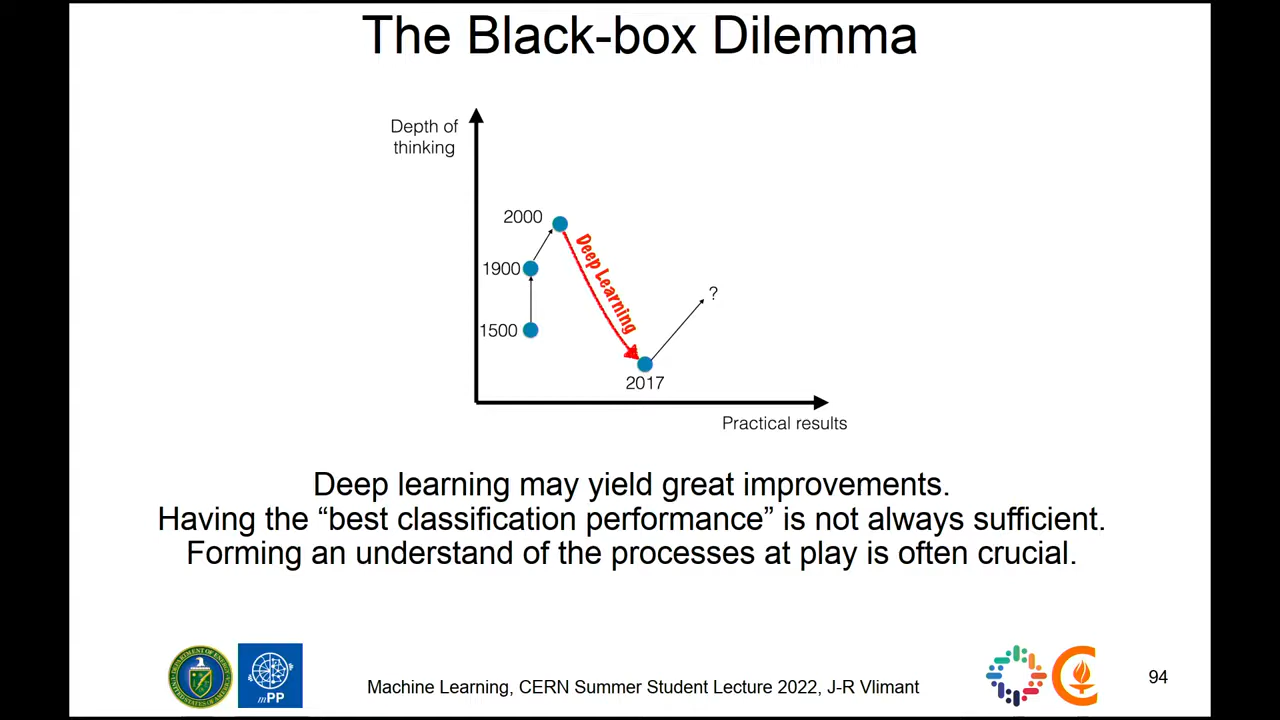 The Black-box Dilemma
Depth of
thinking
2000
1900
1500
Deep Learning
?
2017
Practical results
Deep learning may yield great improvements.
Having the “best classification performance” is not always sufficient.
Forming an understand of the processes at play is often crucial.
mPP
Machine Learning, CERN Summer Student Lecture 2022, J-R Vlimant
94